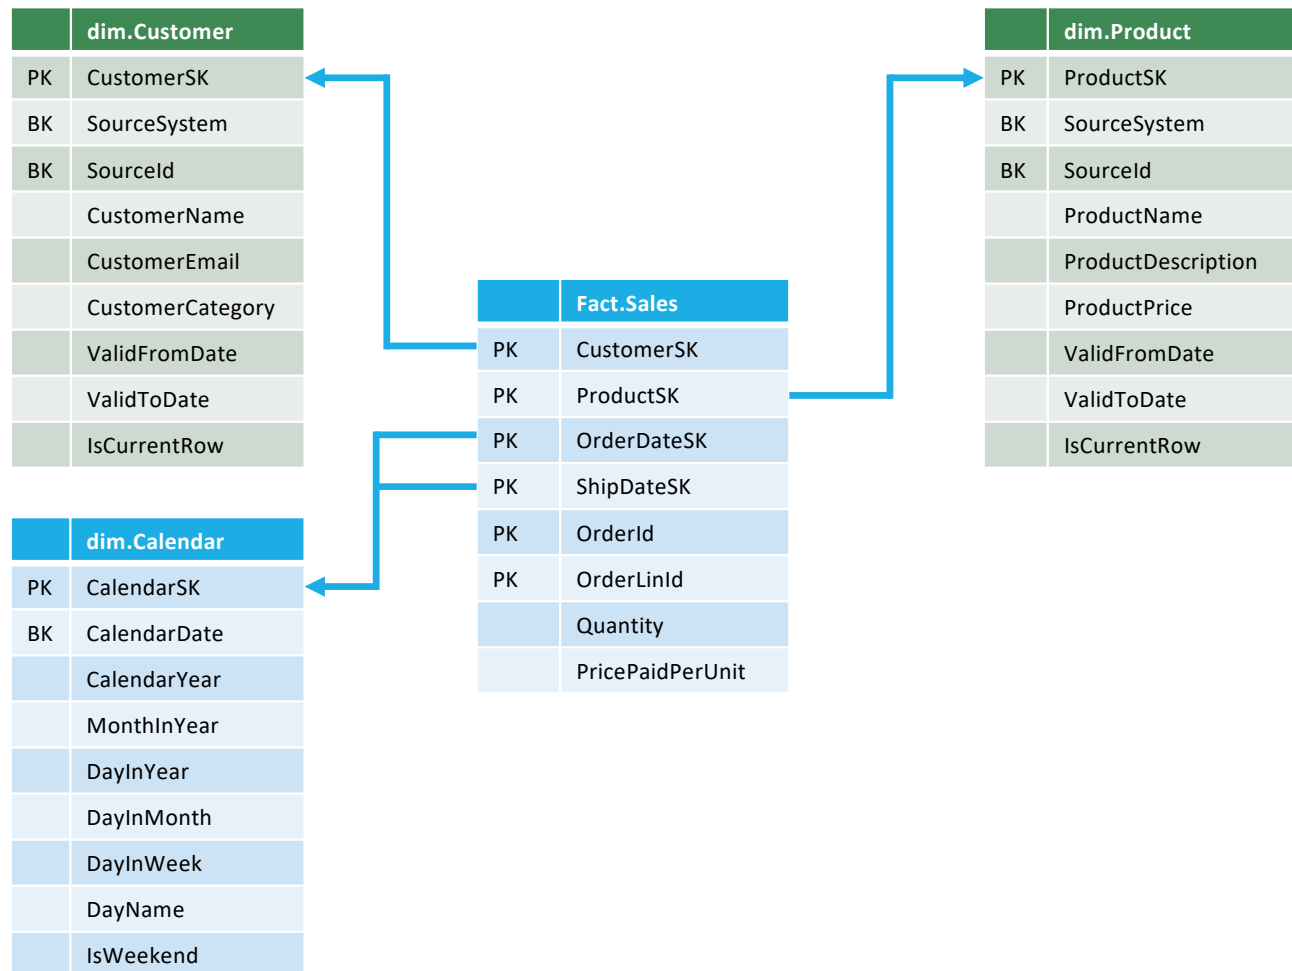 dim.Customer
PK CustomerSK
BK SourceSystem
BK SourceId
CustomerName
CustomerEmail
CustomerCategory
ValidFromDate
ValidToDate
IsCurrentRow
dim.Product
PK ProductSK
BK SourceSystem
BK SourceId
ProductName
ProductDescription
ProductPrice
ValidFromDate
ValidToDate
IsCurrentRow
Fact.Sales
PK CustomerSK
PK ProductSK
PK OrderDateSK
PK ShipDateSK
PK OrderId
PK OrderLinId
Quantity
PricePaidPerUnit
dim.Calendar
PK CalendarSK
BK CalendarDate
CalendarYear
MonthInYear
DayInYear
DayInMonth
DayInWeek
DayName
IsWeekend